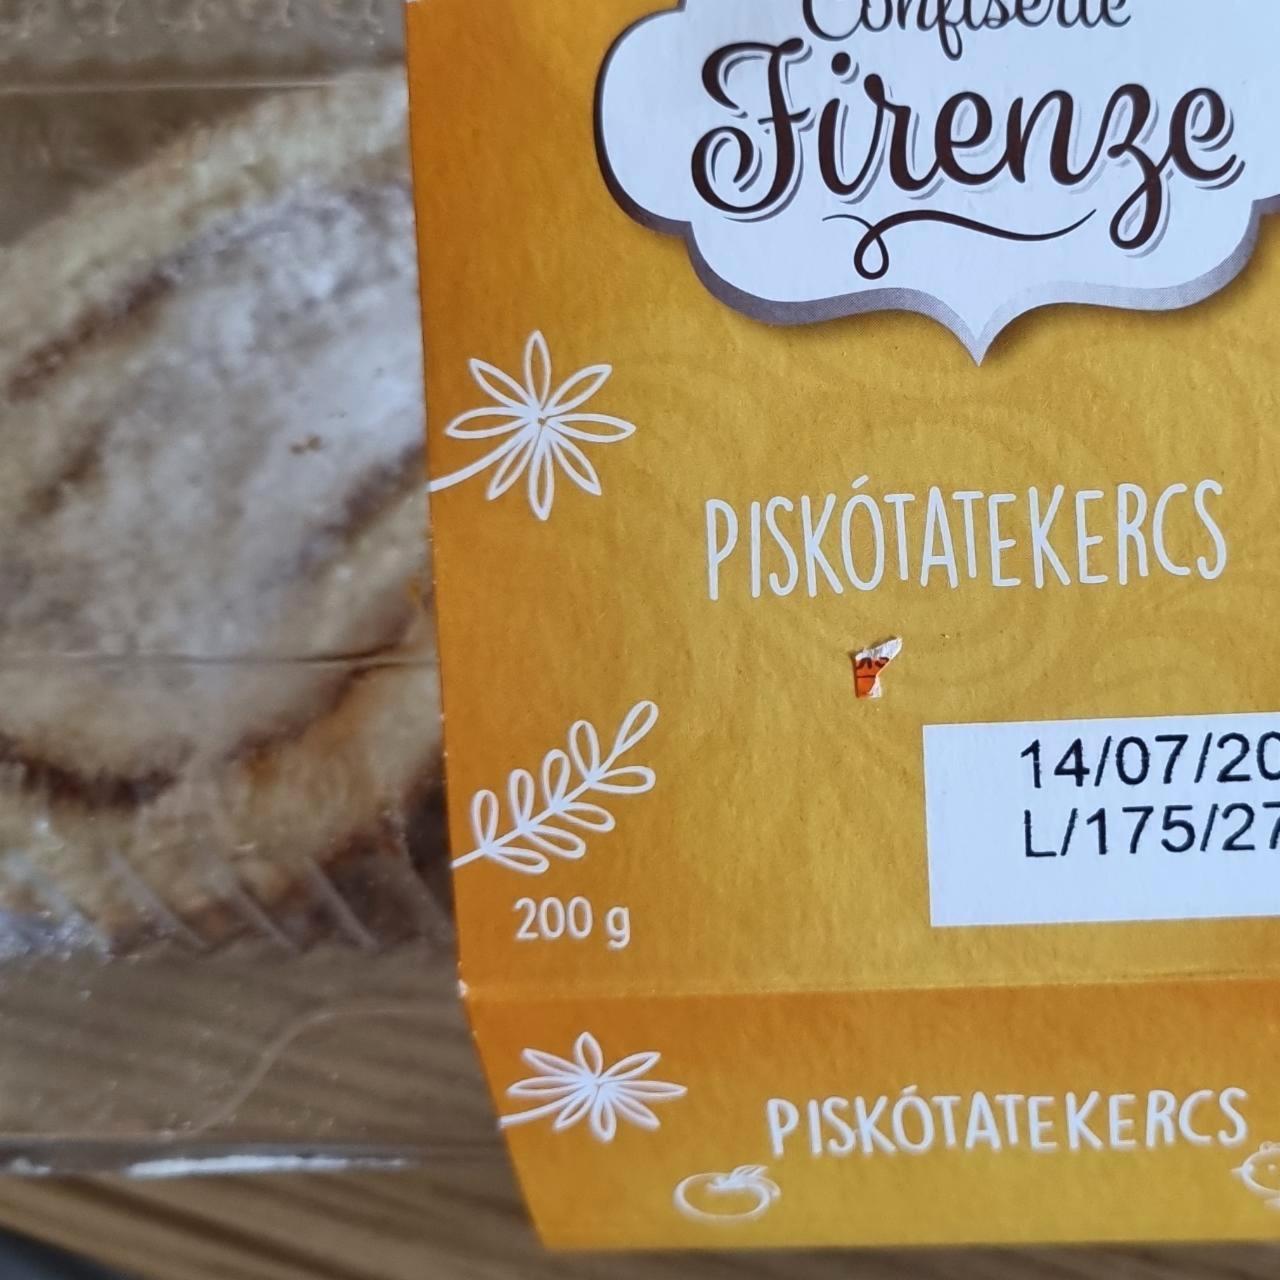 Confiserie
Firenze
PISKÓTATEKERCS
14/07/20
L/175/27
200 g
PISKÓTATEKERCS